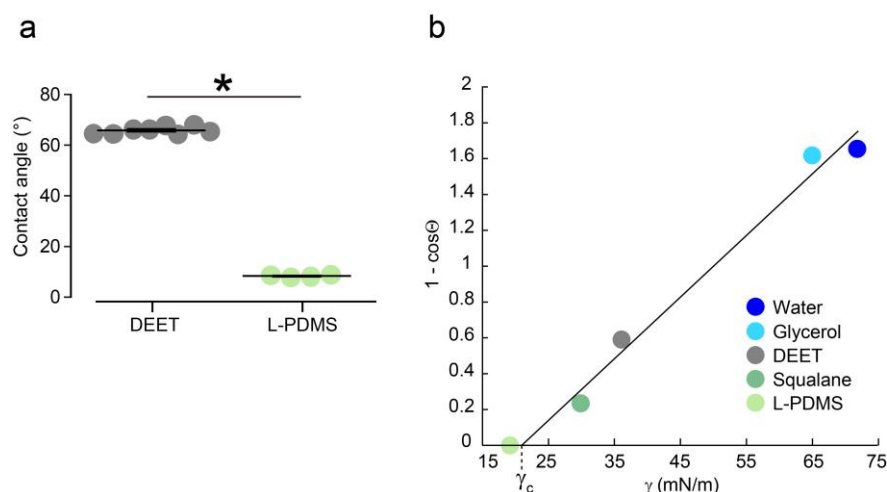 a
*
80
60
40
20
0
Contact angle (°)
DEET
L-PDMS
b
2
1.8
1.6
1.4
1.2
1
0.8
0.6
0.4
0.2
0
1 - cosΘ
Water
Glycerol
DEET
Squalane
L-PDMS
15 25 35 45 55 65 75
γc
γ (mN/m)